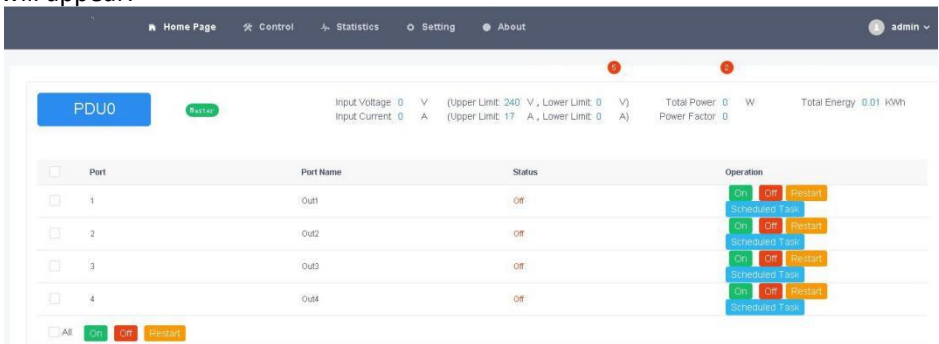 will appear:
Home Page Control Statistics Setting About admin
5 2
PDU0 Master
Input Voltage 0 V (Upper Limit: 240 V , Lower Limit: 0 V) Total Power 0 W Total Energy 0.01 KWh
Input Current 0 A (Upper Limit: 17 A , Lower Limit: 0 A) Power Factor 0
Port Port Name Status Operation
1 Out1 Off On Off Restart
Scheduled Task
2 Out2 Off On Off Restart
Scheduled Task
3 Out3 Off On Off Restart
Scheduled Task
4 Out4 Off On Off Restart
Scheduled Task
All On Off Restart